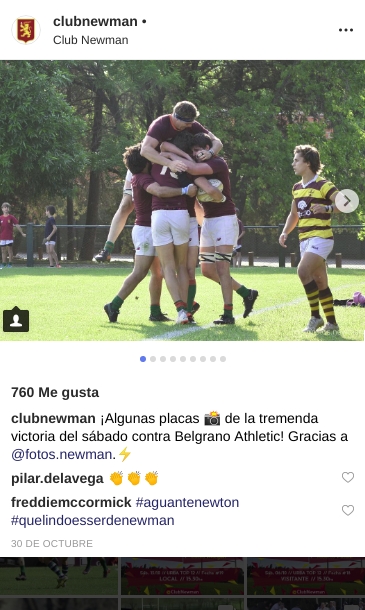 clubnewman •
Club Newman
760 Me gusta
clubnewman ¡Algunas placas 📸 de la tremenda
victoria del sábado contra Belgrano Athletic! Gracias a
@fotos.newman.⚡
pilar.delavega 👏👏👏
freddiemccormick #aguantenewton
#quelindoesserdenewman
30 DE OCTUBRE